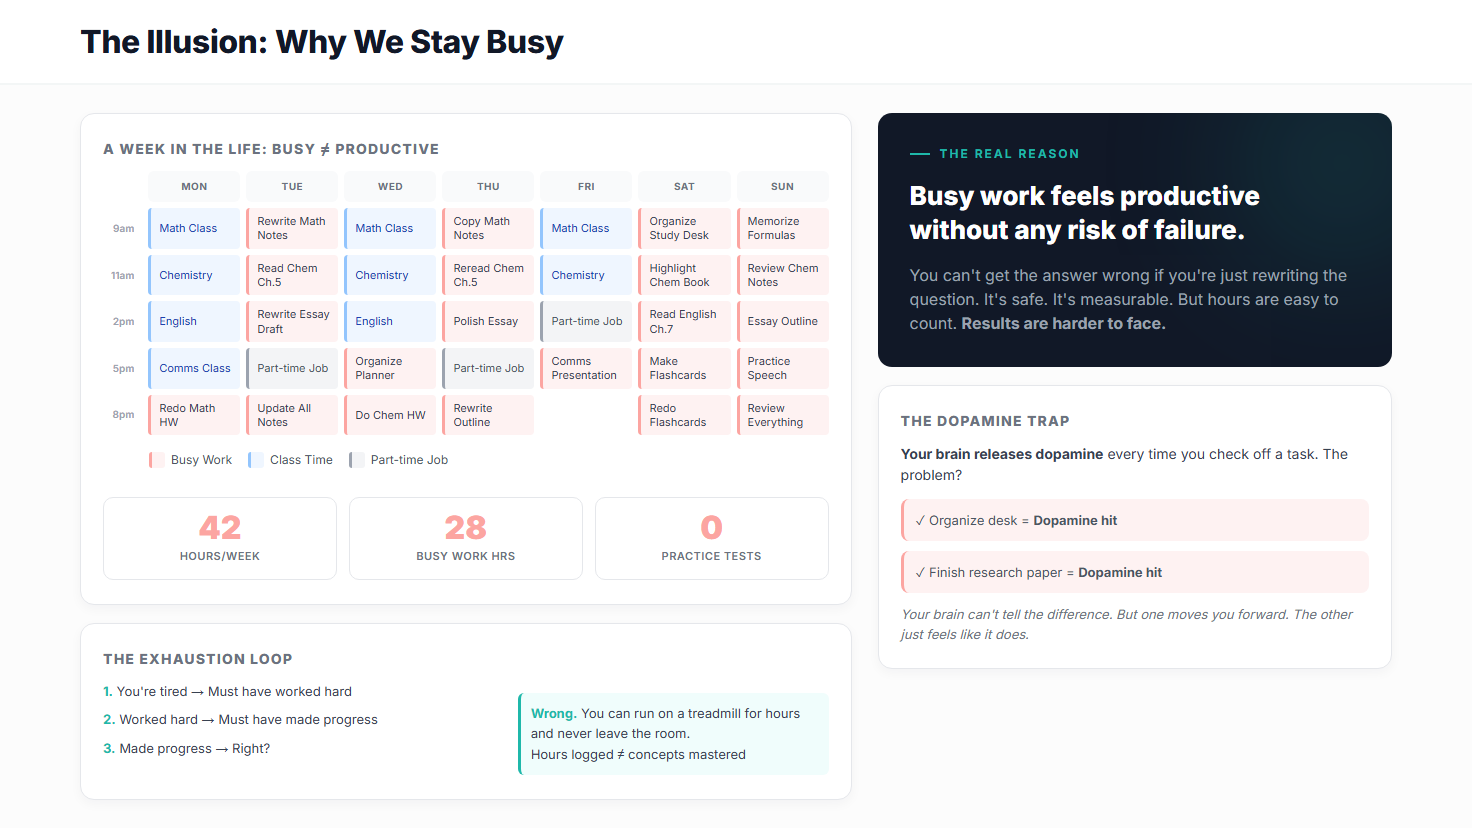 The Illusion: Why We Stay Busy
A WEEK IN THE LIFE: BUSY ≠ PRODUCTIVE
MON TUE WED THU FRI SAT SUN
9am Math Class Rewrite Math Notes Math Class Copy Math Notes Math Class Organize Study Desk Memorize Formulas
11am Chemistry Read Chem Ch.5 Chemistry Reread Chem Ch.5 Chemistry Highlight Chem Book Review Chem Notes
2pm English Rewrite Essay Draft English Polish Essay Part-time Job Read English Ch.7 Essay Outline
5pm Comms Class Part-time Job Organize Planner Part-time Job Comms Presentation Make Flashcards Practice Speech
8pm Redo Math HW Update All Notes Do Chem HW Rewrite Outline Redo Flashcards Review Everything
Busy Work Class Time Part-time Job
42 28 0
HOURS/WEEK BUSY WORK HRS PRACTICE TESTS
THE EXHAUSTION LOOP
1. You're tired → Must have worked hard
2. Worked hard → Must have made progress
3. Made progress → Right?
Wrong. You can run on a treadmill for hours
and never leave the room.
Hours logged ≠ concepts mastered
— THE REAL REASON
Busy work feels productive
without any risk of failure.
You can't get the answer wrong if you're just rewriting the
question. It's safe. It's measurable. But hours are easy to
count. Results are harder to face.
THE DOPAMINE TRAP
Your brain releases dopamine every time you check off a task. The
problem?
✓ Organize desk = Dopamine hit
✓ Finish research paper = Dopamine hit
Your brain can't tell the difference. But one moves you forward. The other
just feels like it does.